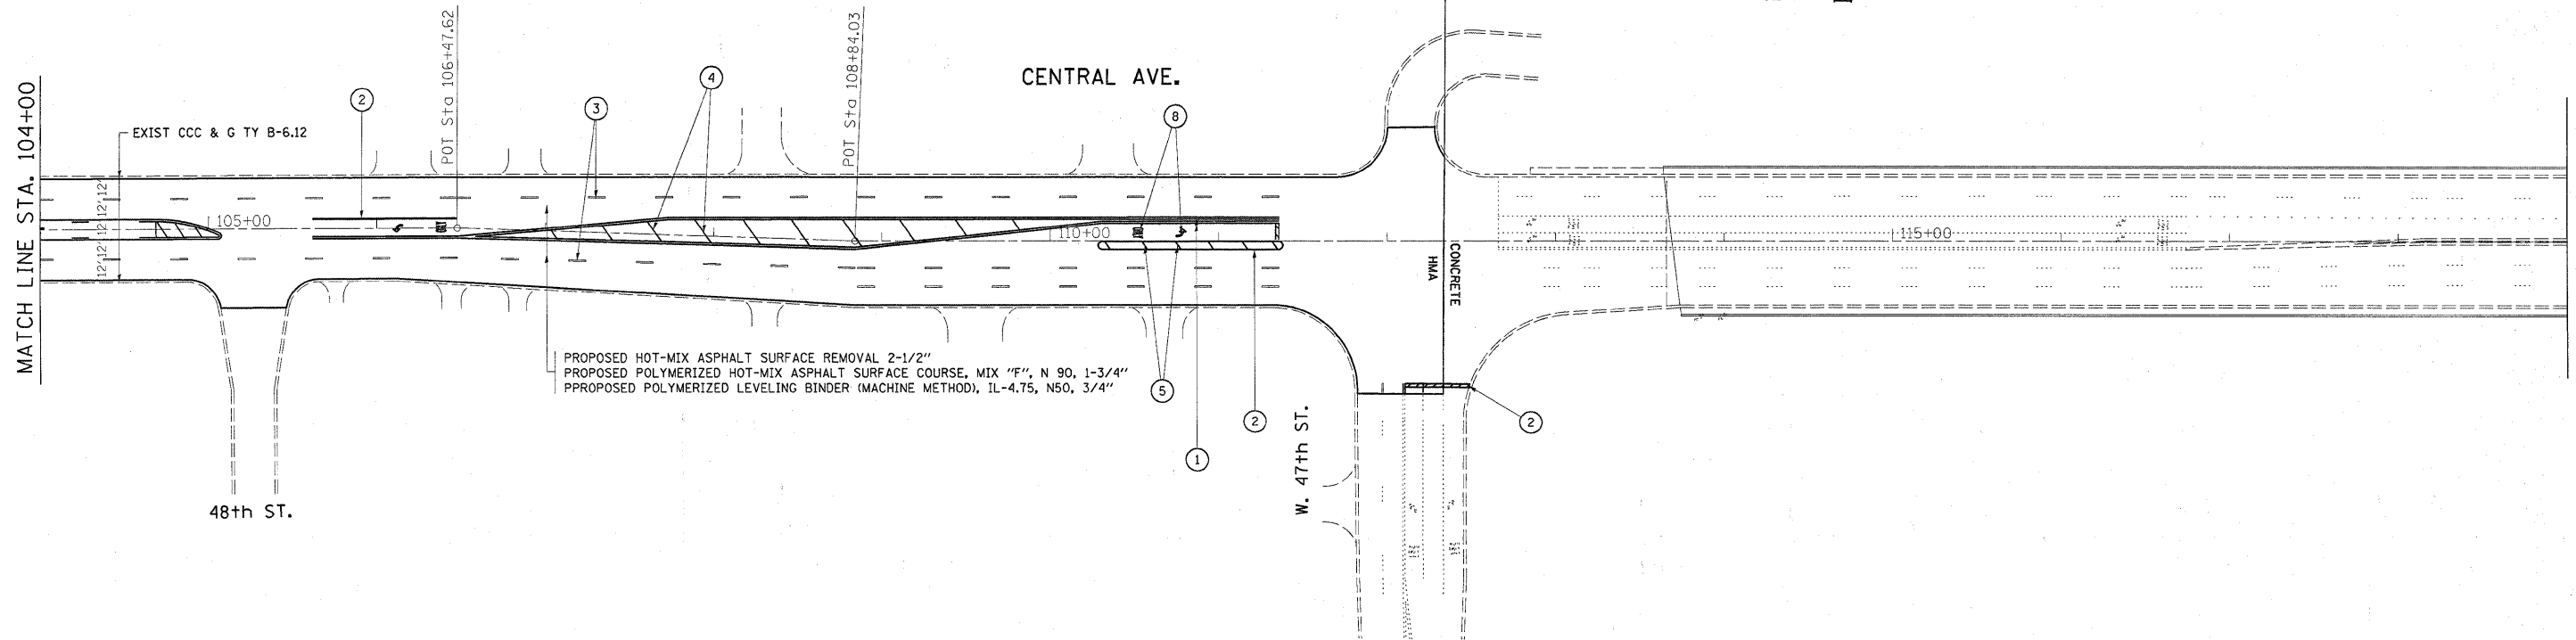 MATCH LINE STA. 104+00
EXIST CCC & G TY B-6.12
12' 12' 12' 12' 12'
105+00
2
POT Sta 106+47.62
3
4
POT Sta 108+84.03
CENTRAL AVE.
8
ONLY
110+00
ONLY
115+00
CONCRETE
HMA
PROPOSED HOT-MIX ASPHALT SURFACE REMOVAL 2-1/2"
PROPOSED POLYMERIZED HOT-MIX ASPHALT SURFACE COURSE, MIX "F", N 90, 1-3/4"
PPROPOSED POLYMERIZED LEVELING BINDER (MACHINE METHOD), IL-4.75, N50, 3/4"
5
2
1
2
48th ST.
W. 47th ST.